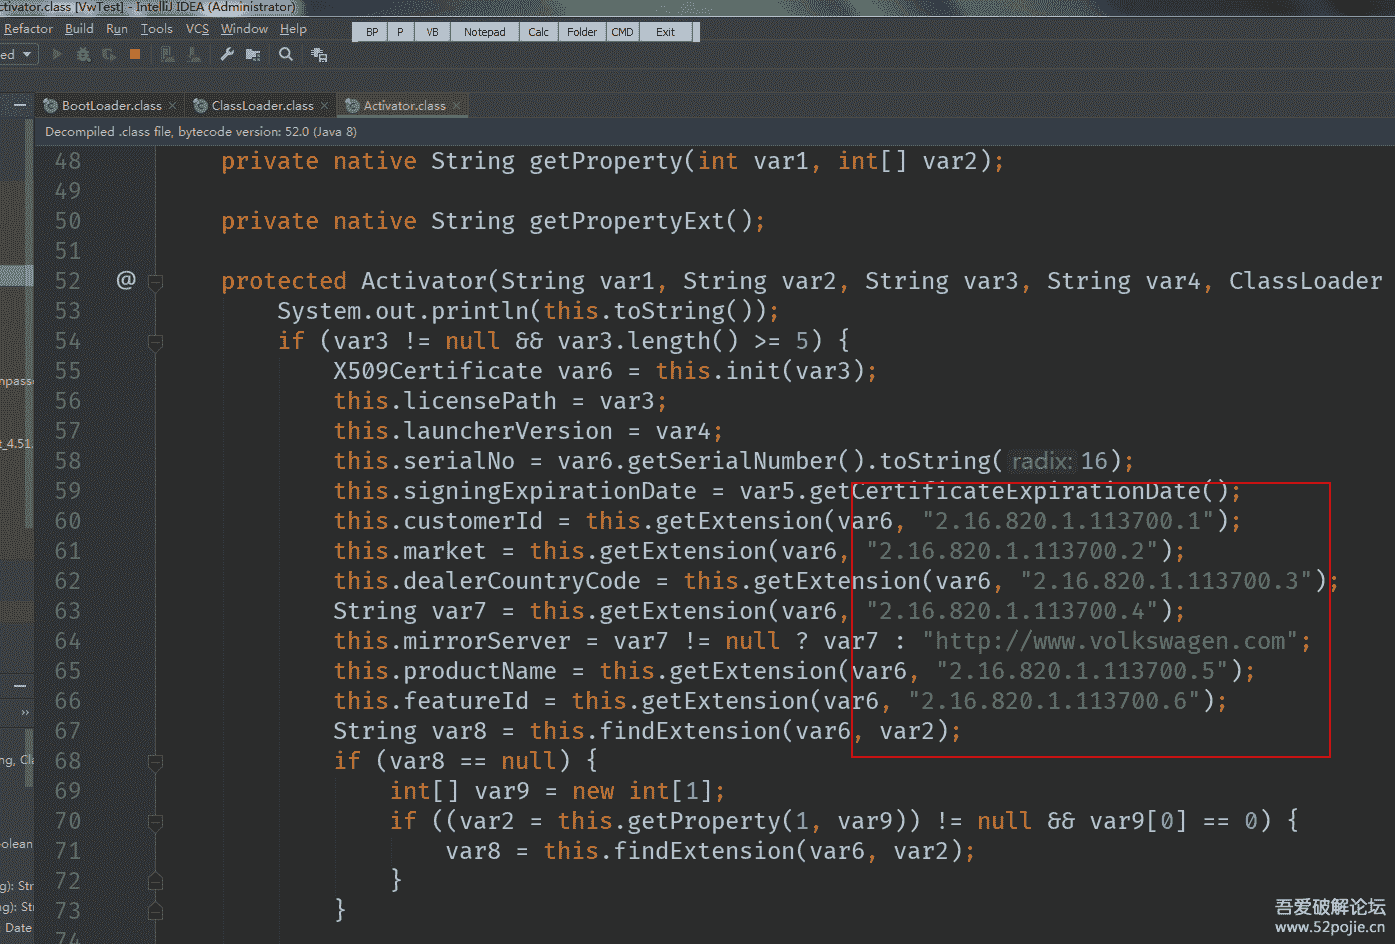 ctivator.class [VwTest] - IntelliJ IDEA (Administrator)
Refactor Build Run Tools VCS Window Help
BP P VB Notepad Calc Folder CMD Exit
ed
BootLoader.class ClassLoader.class Activator.class
Decompiled .class file, bytecode version: 52.0 (Java 8)
48 private native String getProperty(int var1, int[] var2);
49
50 private native String getPropertyExt();
51
52 @ protected Activator(String var1, String var2, String var3, String var4, ClassLoader
53 System.out.println(this.toString());
54 if (var3 != null && var3.length() >= 5) {
55 X509Certificate var6 = this.init(var3);
56 this.licensePath = var3;
57 this.launcherVersion = var4;
58 this.serialNo = var6.getSerialNumber().toString( radix: 16);
59 this.signingExpirationDate = var5.getCertificateExpirationDate();
60 this.customerId = this.getExtension(var6, "2.16.820.1.113700.1");
61 this.market = this.getExtension(var6, "2.16.820.1.113700.2");
62 this.dealerCountryCode = this.getExtension(var6, "2.16.820.1.113700.3");
63 String var7 = this.getExtension(var6, "2.16.820.1.113700.4");
64 this.mirrorServer = var7 != null ? var7 : "http://www.volkswagen.com";
65 this.productName = this.getExtension(var6, "2.16.820.1.113700.5");
66 this.featureId = this.getExtension(var6, "2.16.820.1.113700.6");
67 String var8 = this.findExtension(var6, var2);
68 if (var8 == null) {
69 int[] var9 = new int[1];
70 if ((var2 = this.getProperty(1, var9)) != null && var9[0] == 0) {
71 var8 = this.findExtension(var6, var2);
72 }
73 }
74
npass
t_4.51.
ng, Cla
oolean
g): Str
ng): Str
Date
吾爱破解论坛
www.52pojie.cn